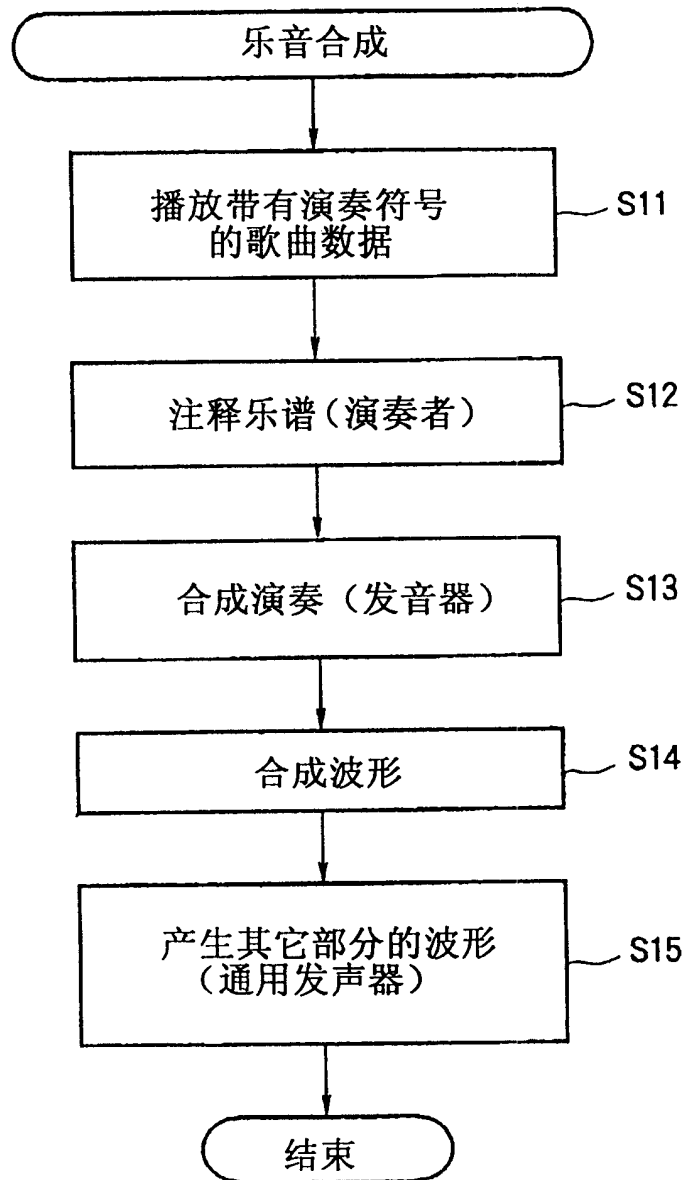 乐音合成
播放带有演奏符号
的歌曲数据
S11
注释乐谱（演奏者）
S12
合成演奏（发音器）
S13
合成波形
S14
产生其它部分的波形
（通用发声器）
S15
结束